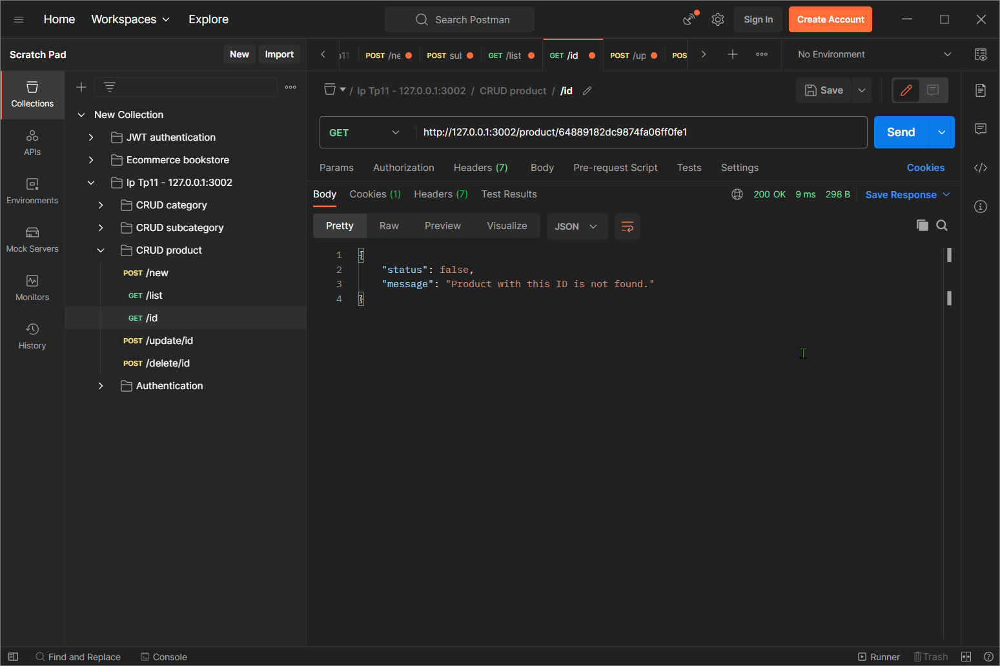 Home Workspaces Explore Search Postman Sign In Create Account
Scratch Pad New Import
POST /ne POST sul GET /list GET /id POST /up POS No Environment
/ Ip Tp11 - 127.0.0.1:3002 / CRUD product / /id Save
Collections
APIs
Environments
Mock Servers
Monitors
History
New Collection
JWT authentication
Ecommerce bookstore
Ip Tp11 - 127.0.0.1:3002
CRUD category
CRUD subcategory
CRUD product
POST /new
GET /list
GET /id
POST /update/id
POST /delete/id
Authentication
GET http://127.0.0.1:3002/product/64889182dc9874fa06ff0fe1 Send
Params Authorization Headers (7) Body Pre-request Script Tests Settings Cookies
Body Cookies (1) Headers (7) Test Results 200 OK 9 ms 298 B Save Response
Pretty Raw Preview Visualize JSON
1 {
2 "status": false,
3 "message": "Product with this ID is not found."
4 }
Find and Replace Console Runner Trash